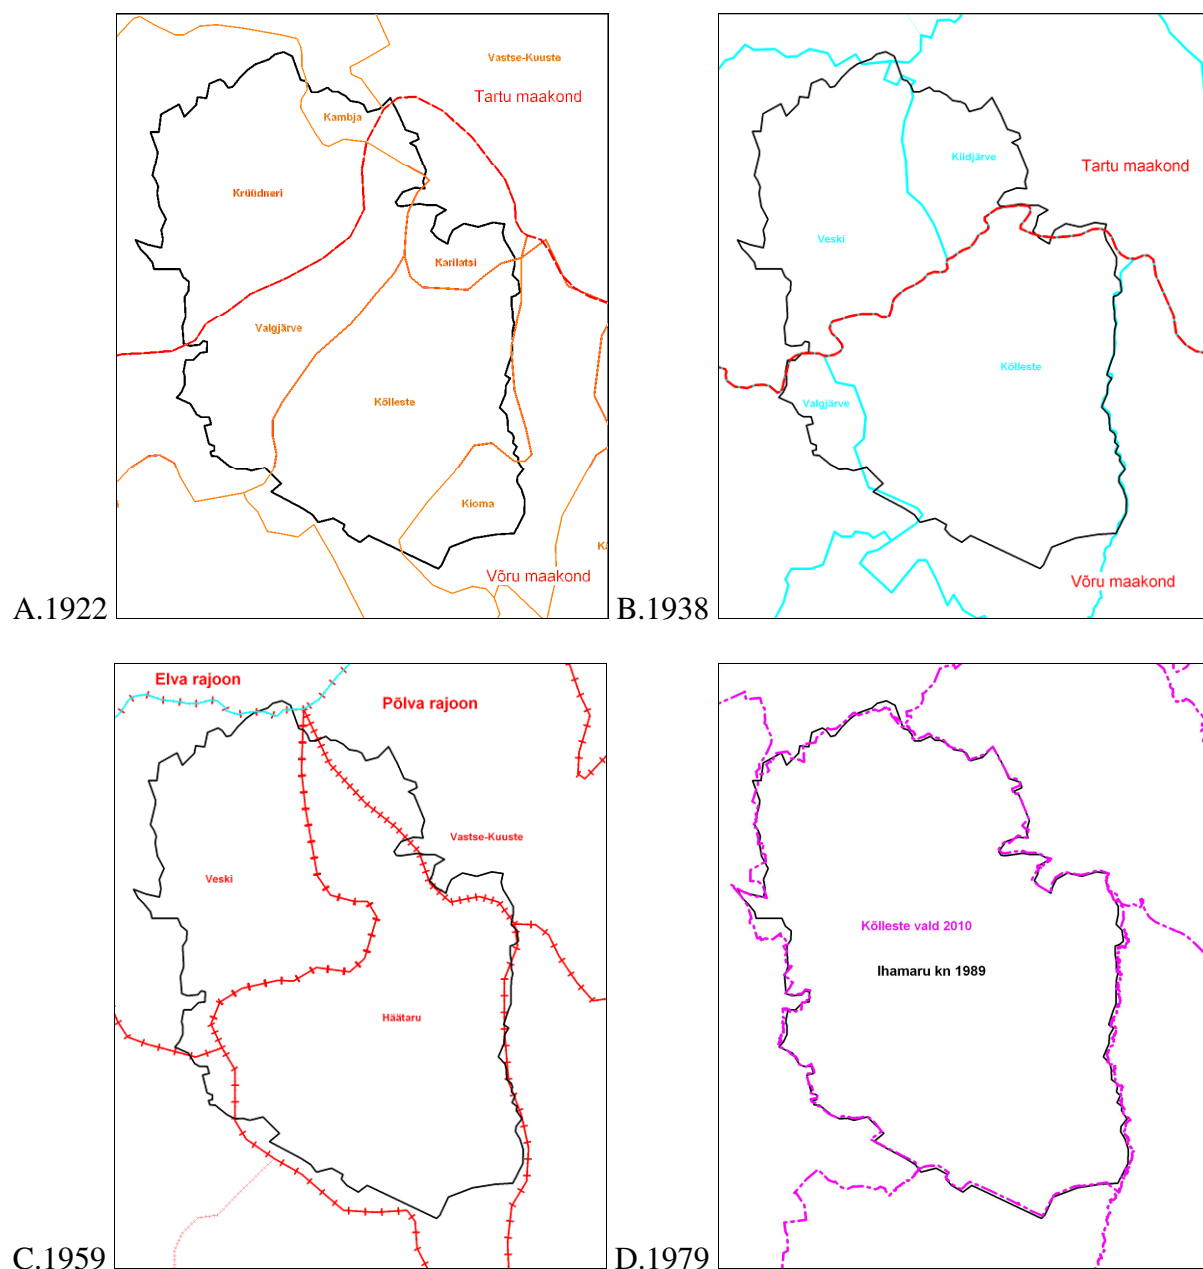 Vastse-Kuuste
Tartu maakond
Kambja
Krüüdneri
Karilatsi
Valgjärve
Kõlleste
Kioma
Võru maakond
A.1922
Kiidjärve
Tartu maakond
Veski
Kõlleste
Valgjärve
Võru maakond
B.1938
Elva rajoon
Põlva rajoon
Vastse-Kuuste
Veski
Häätaru
C.1959
Kõlleste vald 2010
Ihamaru kn 1989
D.1979